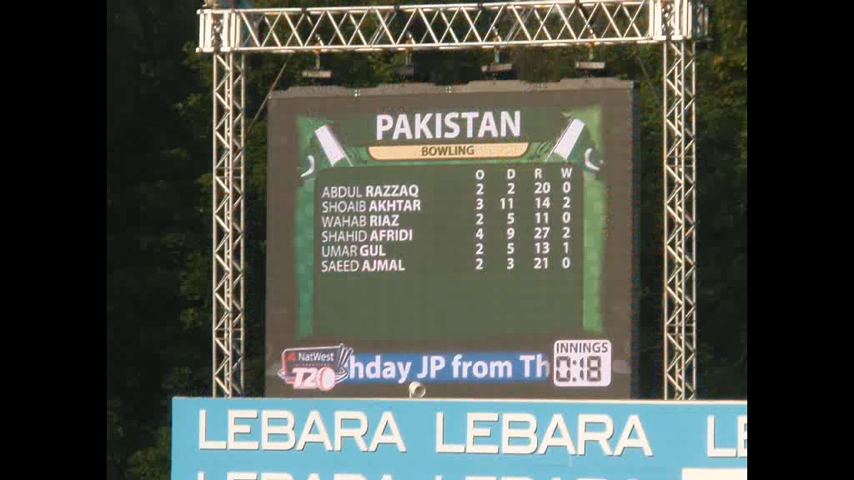 PAKISTAN
BOWLING
O D R W
ABDUL RAZZAQ 2 2 20 0
SHOAIB AKHTAR 3 11 14 2
WAHAB RIAZ 2 5 11 0
SHAHID AFRIDI 4 9 27 2
UMAR GUL 2 5 13 1
SAEED AJMAL 2 3 21 0
NatWest
T20
hday JP from Th
INNINGS
0:18
LEBARA LEBARA LE
LEBARA LEBARA